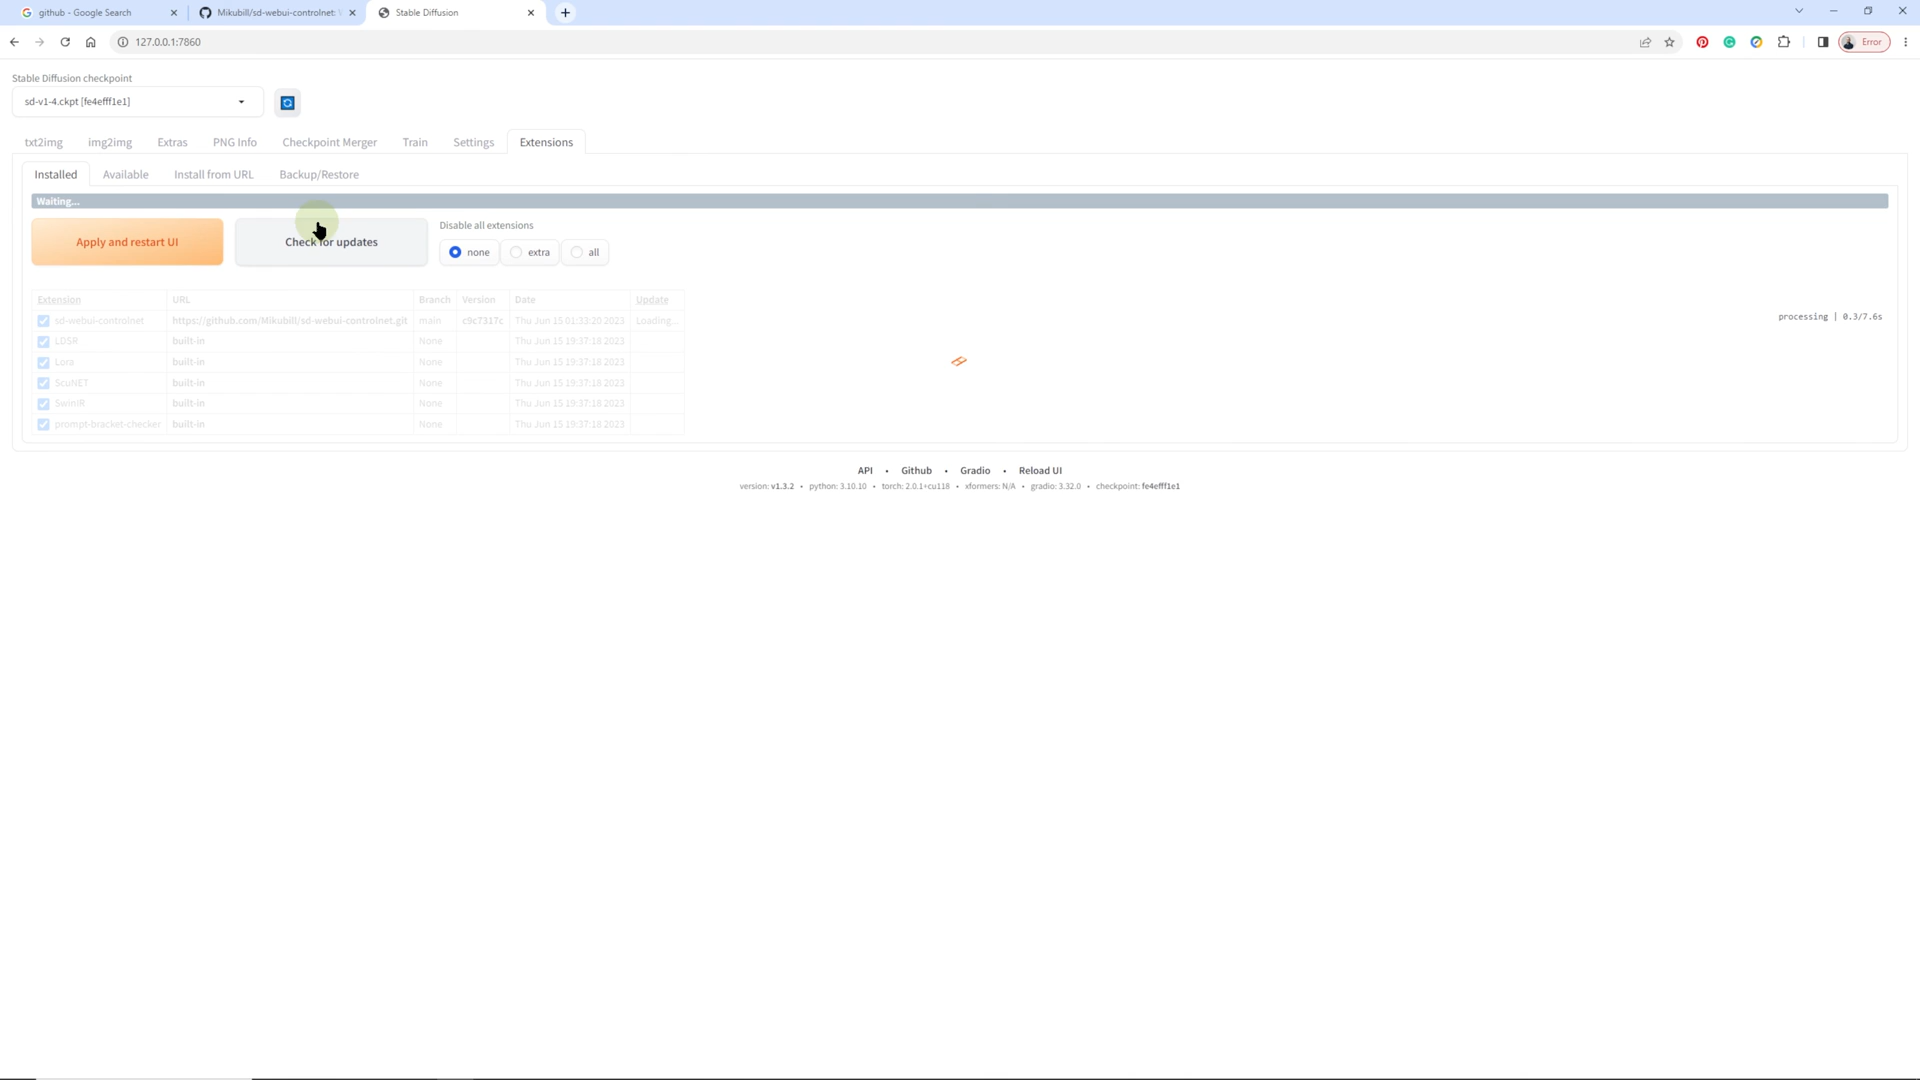 github - Google Search
Mikubill/sd-webui-controlnet: W
Stable Diffusion
127.0.0.1:7860
Error
Stable Diffusion checkpoint
sd-v1-4.ckpt [fe4efff1e1]
txt2img
img2img
Extras
PNG Info
Checkpoint Merger
Train
Settings
Extensions
Installed
Available
Install from URL
Backup/Restore
Waiting...
Apply and restart UI
Check for updates
Disable all extensions
none
extra
all
Extension URL Branch Version Date Update
sd-webui-controlnet https://github.com/Mikubill/sd-webui-controlnet.git main c9c7317c Thu Jun 15 01:33:20 2023 Loading...
LDSR built-in None Thu Jun 15 19:37:18 2023
Lora built-in None Thu Jun 15 19:37:18 2023
ScuNET built-in None Thu Jun 15 19:37:18 2023
SwinIR built-in None Thu Jun 15 19:37:18 2023
prompt-bracket-checker built-in None Thu Jun 15 19:37:18 2023
processing | 0.3/7.6s
API • Github • Gradio • Reload UI
version: v1.3.2 • python: 3.10.10 • torch: 2.0.1+cu118 • xformers: N/A • gradio: 3.32.0 • checkpoint: fe4efff1e1